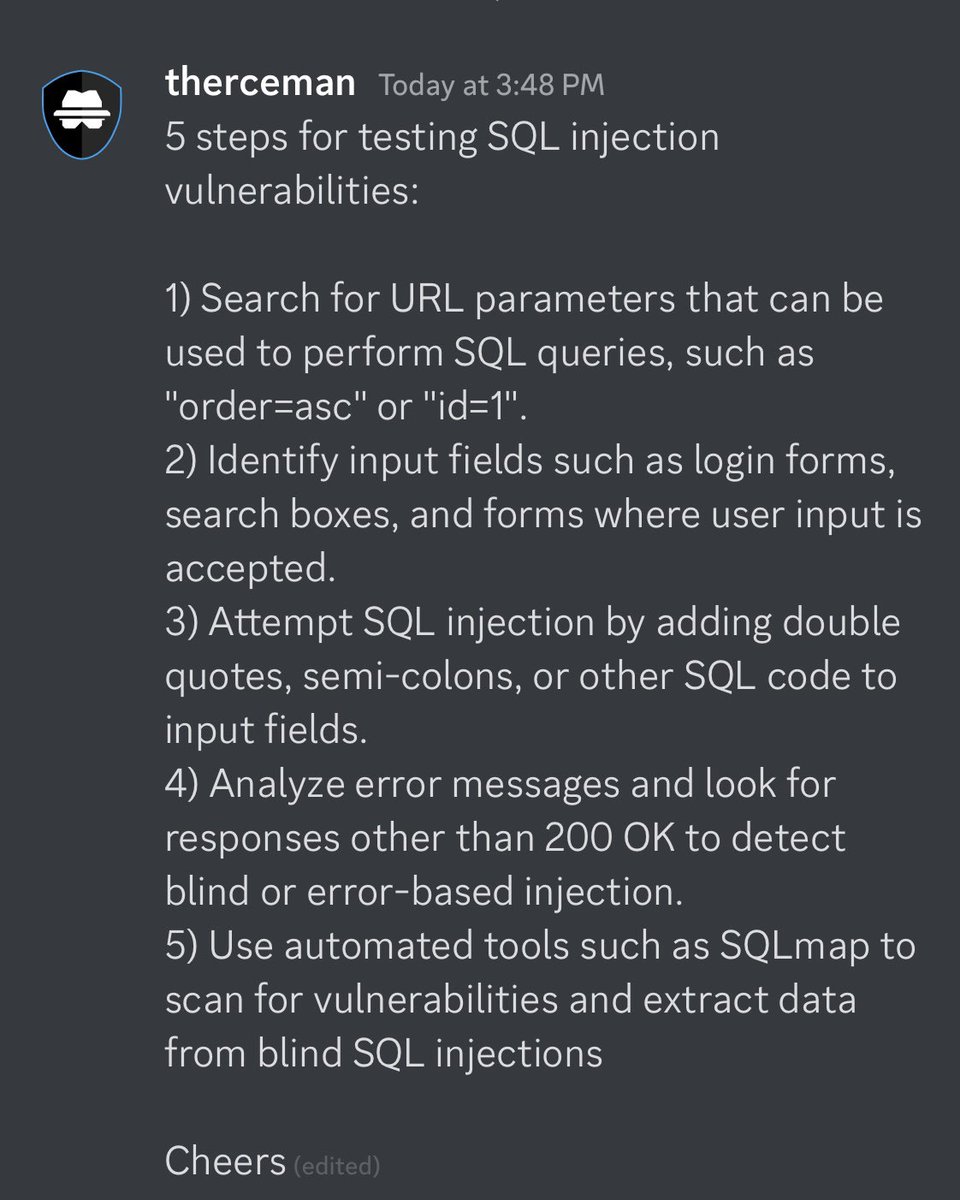 therceman Today at 3:48 PM
5 steps for testing SQL injection
vulnerabilities:
1) Search for URL parameters that can be
used to perform SQL queries, such as
"order=asc" or "id=1".
2) Identify input fields such as login forms,
search boxes, and forms where user input is
accepted.
3) Attempt SQL injection by adding double
quotes, semi-colons, or other SQL code to
input fields.
4) Analyze error messages and look for
responses other than 200 OK to detect
blind or error-based injection.
5) Use automated tools such as SQLmap to
scan for vulnerabilities and extract data
from blind SQL injections
Cheers (edited)